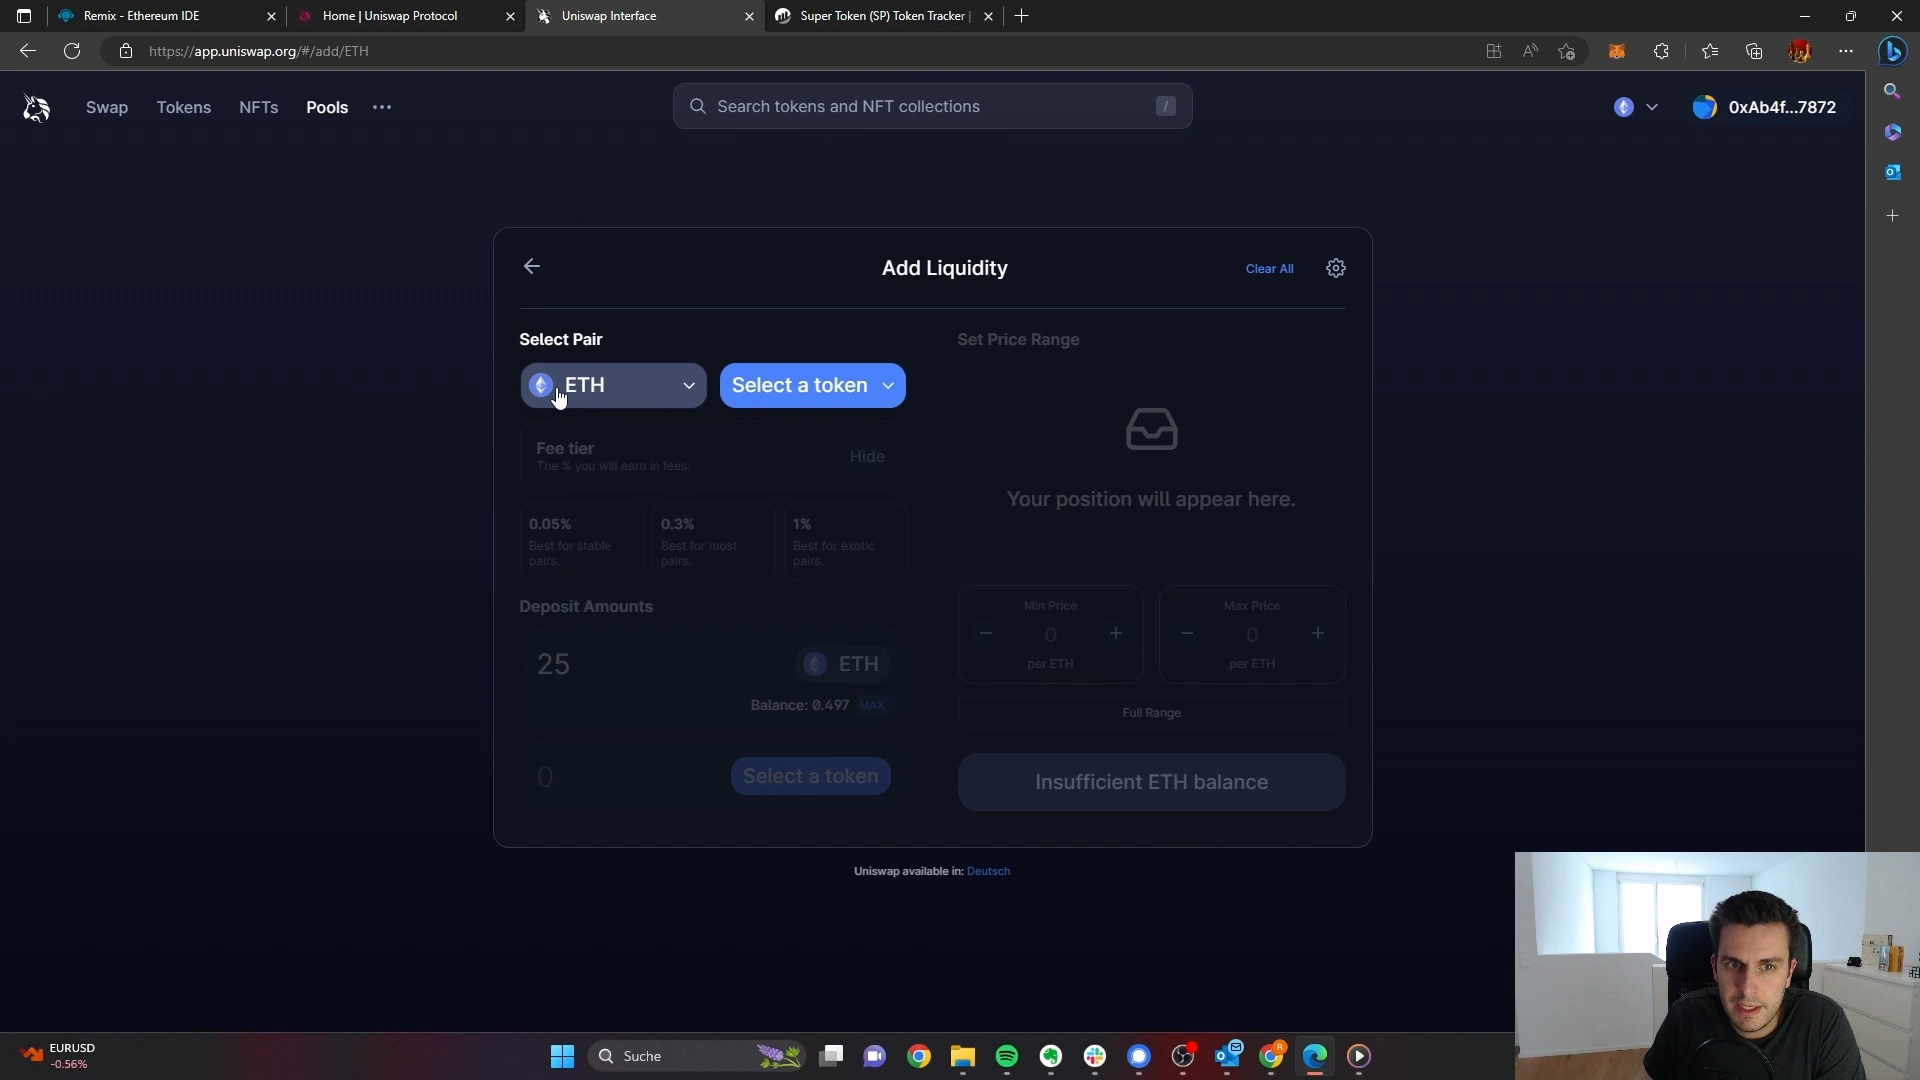 Remix - Ethereum IDE
Home | Uniswap Protocol
Uniswap Interface
Super Token (SP) Token Tracker |
https://app.uniswap.org/#/add/ETH
Swap
Tokens
NFTs
Pools
Search tokens and NFT collections
/
0xAb4f...7872
Add Liquidity
Clear All
Select Pair
Set Price Range
ETH
Select a token
Fee tier
The % you will earn in fees.
Hide
Your position will appear here.
0.05%
Best for stable
pairs.
0.3%
Best for most
pairs.
1%
Best for exotic
pairs.
Deposit Amounts
25
ETH
Balance: 0.497 MAX
0
Select a token
Min Price
0
per ETH
Max Price
0
per ETH
Full Range
Insufficient ETH balance
Uniswap available in: Deutsch
EURUSD
-0.56%
Suche